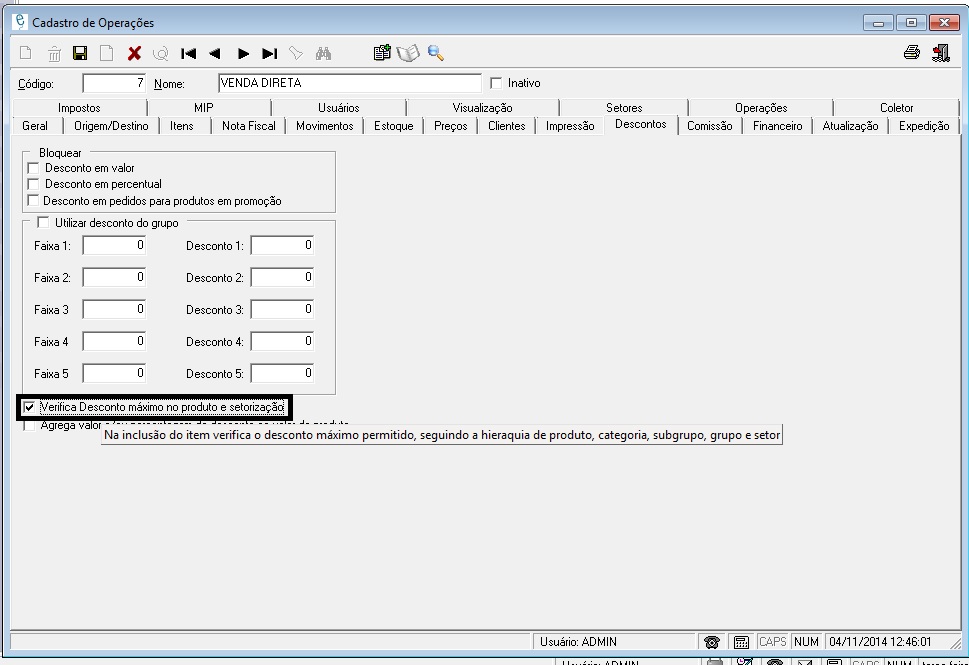 Cadastro de Operações
Código: 7 Nome: VENDA DIRETA Inativo
Impostos MIP Usuários Visualização Setores Operações Coletor
Geral Origem/Destino Itens Nota Fiscal Movimentos Estoque Preços Clientes Impressão Descontos Comissão Financeiro Atualização Expedição
Bloquear
Desconto em valor
Desconto em percentual
Desconto em pedidos para produtos em promoção
Utilizar desconto do grupo
Faixa 1: 0 Desconto 1: 0
Faixa 2: 0 Desconto 2: 0
Faixa 3 0 Desconto 3: 0
Faixa 4 0 Desconto 4: 0
Faixa 5 0 Desconto 5: 0
Verifica Desconto máximo no produto e setorização
Agrega valor
Na inclusão do item verifica o desconto máximo permitido, seguindo a hieraquia de produto, categoria, subgrupo, grupo e setor
Usuário: ADMIN CAPS NUM 04/11/2014 12:46:01